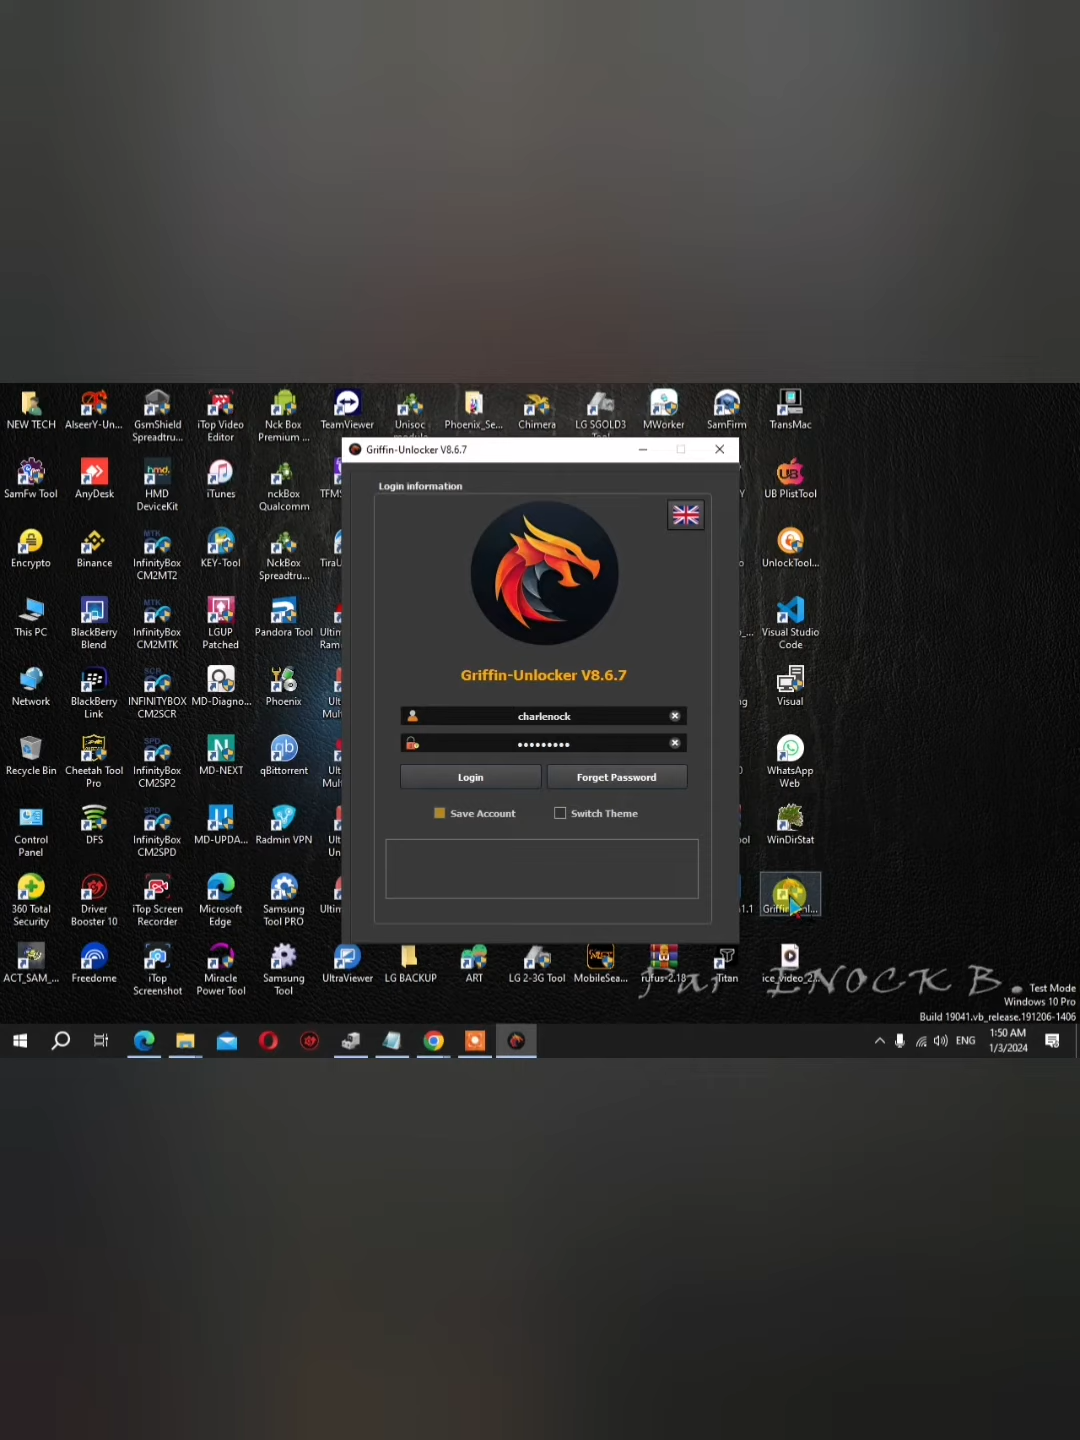 NEW TECH
AlseerY-Un...
GsmShield Spreadtru...
iTop Video Editor
Nck Box Premium ...
TeamViewer
Unisoc
Phoenix_Se...
Chimera
LG SGOLD3
MWorker
SamFirm
TransMac
Griffin-Unlocker V8.6.7
Login information
SamFw Tool
AnyDesk
HMD DeviceKit
iTunes
nckBox Qualcomm
UB PlistTool
Encrypto
Binance
InfinityBox CM2MT2
KEY-Tool
NckBox Spreadtru...
UnlockTool...
This PC
BlackBerry Blend
InfinityBox CM2MTK
LGUP Patched
Pandora Tool
Visual Studio Code
Griffin-Unlocker V8.6.7
Network
BlackBerry Link
INFINITYBOX CM2SCR
MD-Diagno...
Phoenix
Visual
charlenock
Recycle Bin
Cheetah Tool Pro
InfinityBox CM2SP2
MD-NEXT
qBittorrent
WhatsApp Web
Login
Forget Password
Save Account
Switch Theme
Control Panel
DFS
InfinityBox CM2SPD
MD-UPDA...
Radmin VPN
WinDirStat
360 Total Security
Driver Booster 10
iTop Screen Recorder
Microsoft Edge
Samsung Tool PRO
ACT_SAM_...
Freedome
iTop Screenshot
Miracle Power Tool
Samsung Tool
UltraViewer
LG BACKUP
ART
LG 2-3G Tool
MobileSea...
rufus-2.18
Titan
ice_video_2...
Par ENOCK B.
Test Mode
Windows 10 Pro
Build 19041.vb_release.191206-1406
ENG
1:50 AM
1/3/2024